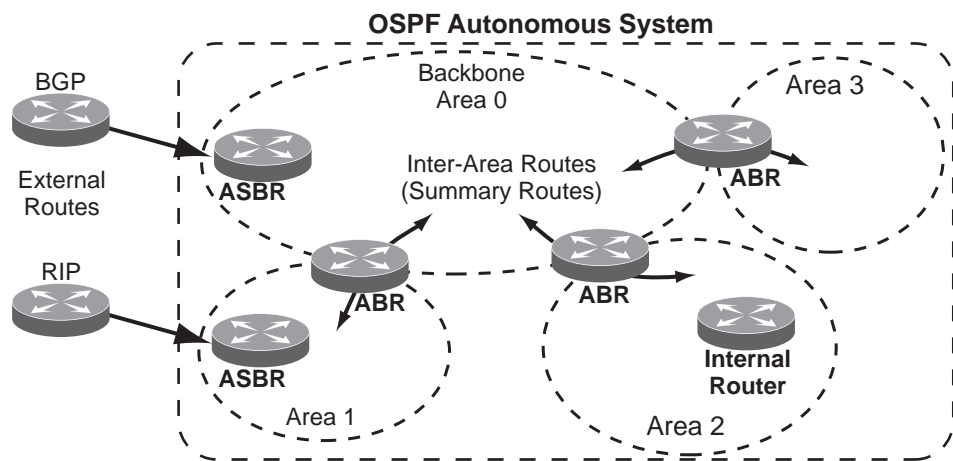 OSPF Autonomous System
BGP
Backbone
Area 0
Area 3
External
Routes
ASBR
Inter-Area Routes
(Summary Routes)
ABR
RIP
ABR
ABR
ASBR
Internal
Router
Area 1
Area 2